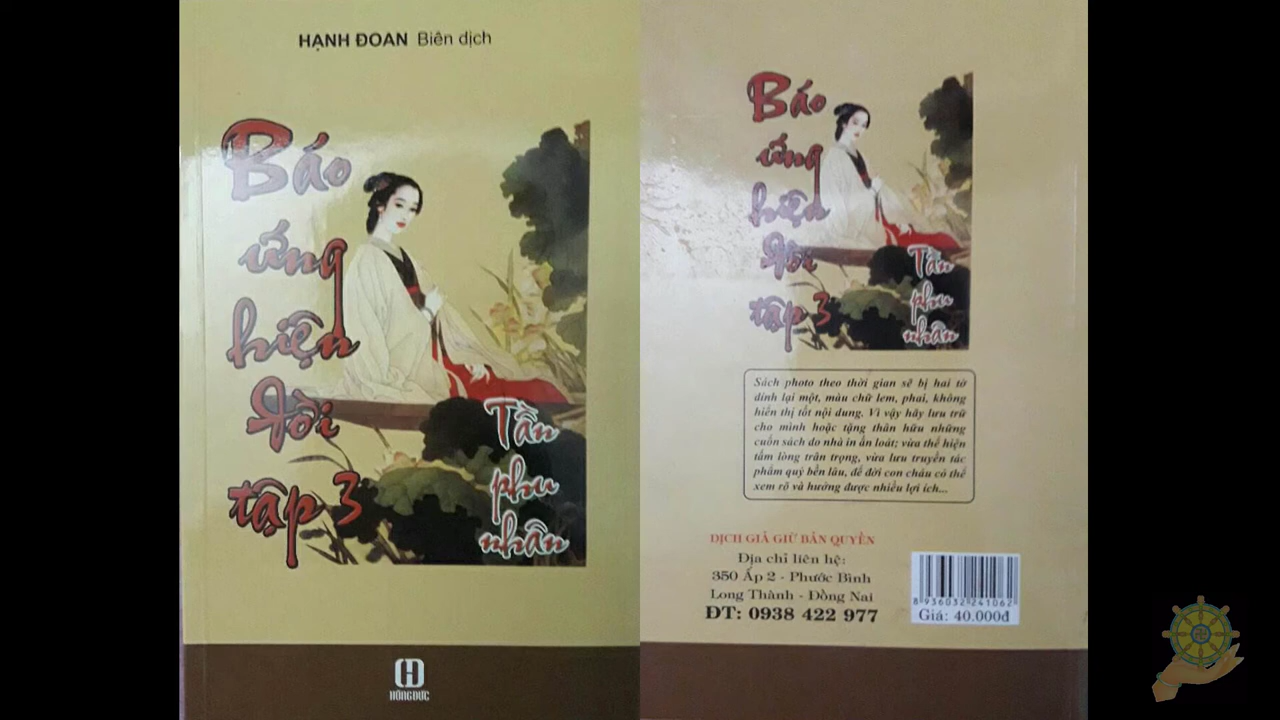 HẠNH ĐOAN Biên dịch
Báo
ứng
hiện
đời
tập 3
Tần
phu
nhân
HỒNG ĐỨC
Báo
ứng
hiện
đời
tập 3
Tần
phu
nhân
Sách photo theo thời gian sẽ bị hai tờ
dính lại một, màu chữ lem, phai, không
hiển thị tốt nội dung. Vì vậy hãy lưu trữ
cho mình hoặc tặng thân hữu những
cuốn sách do nhà in ấn loát; vừa thể hiện
tấm lòng trân trọng, vừa lưu truyền tác
phẩm quý bền lâu, để đời con cháu có thể
xem rõ và hưởng được nhiều lợi ích...
DỊCH GIẢ GIỮ BẢN QUYỀN
Địa chỉ liên hệ:
350 Ấp 2 - Phước Bình
Long Thành - Đồng Nai
ĐT: 0938 422 977
8 936032 241062
Giá: 40.000đ